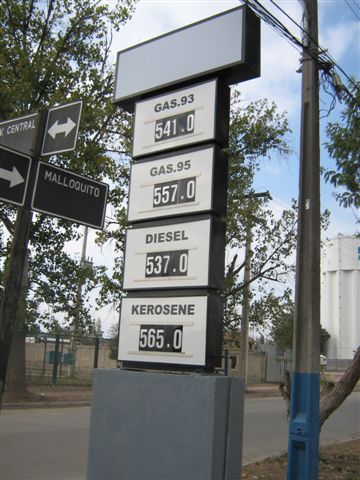 V. CENTRAL
MALLOQUITO
GAS.93
541.0
GAS.95
557.0
DIESEL
537.0
KEROSENE
565.0